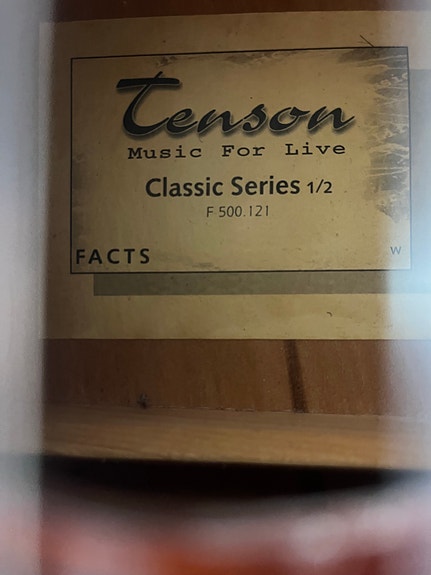 Tenson
Music For Live
Classic Series 1/2
F 500.121
FACTS
W